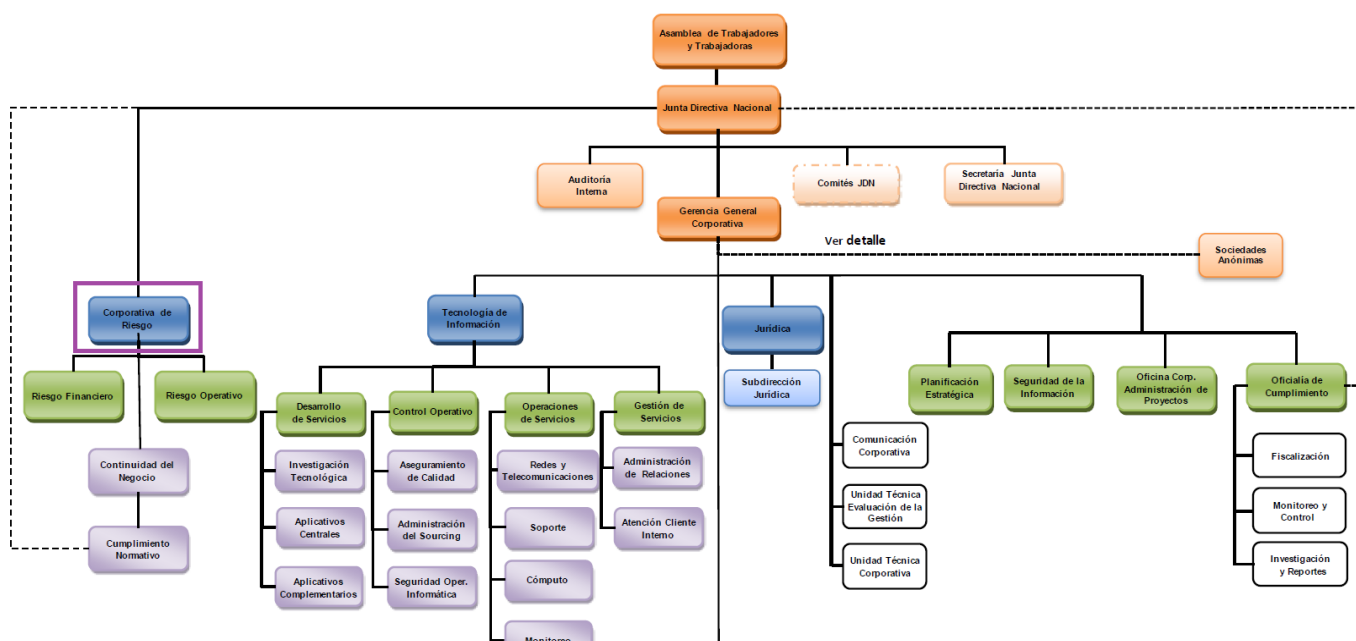 Asamblea de Trabajadores
y Trabajadoras
Junta Directiva Nacional
Auditoría
Interna
Comités JDN
Secretaría Junta
Directiva Nacional
Gerencia General
Corporativa
Ver detalle
Sociedades
Anónimas
Corporativa de
Riesgo
Tecnología de
Información
Jurídica
Subdirección
Jurídica
Riesgo Financiero
Riesgo Operativo
Planificación
Estratégica
Seguridad de la
Información
Oficina Corp.
Administración de
Proyectos
Oficialía de
Cumplimiento
Desarrollo
de Servicios
Control Operativo
Operaciones
de Servicios
Gestión de
Servicios
Continuidad del
Negocio
Cumplimiento
Normativo
Investigación
Tecnológica
Aplicativos
Centrales
Aplicativos
Complementarios
Aseguramiento
de Calidad
Administración
del Sourcing
Seguridad Oper.
Informática
Redes y
Telecomunicaciones
Soporte
Cómputo
Monitoreo
Administración
de Relaciones
Atención Cliente
Interno
Comunicación
Corporativa
Unidad Técnica
Evaluación de la
Gestión
Unidad Técnica
Corporativa
Fiscalización
Monitoreo y
Control
Investigación
y Reportes